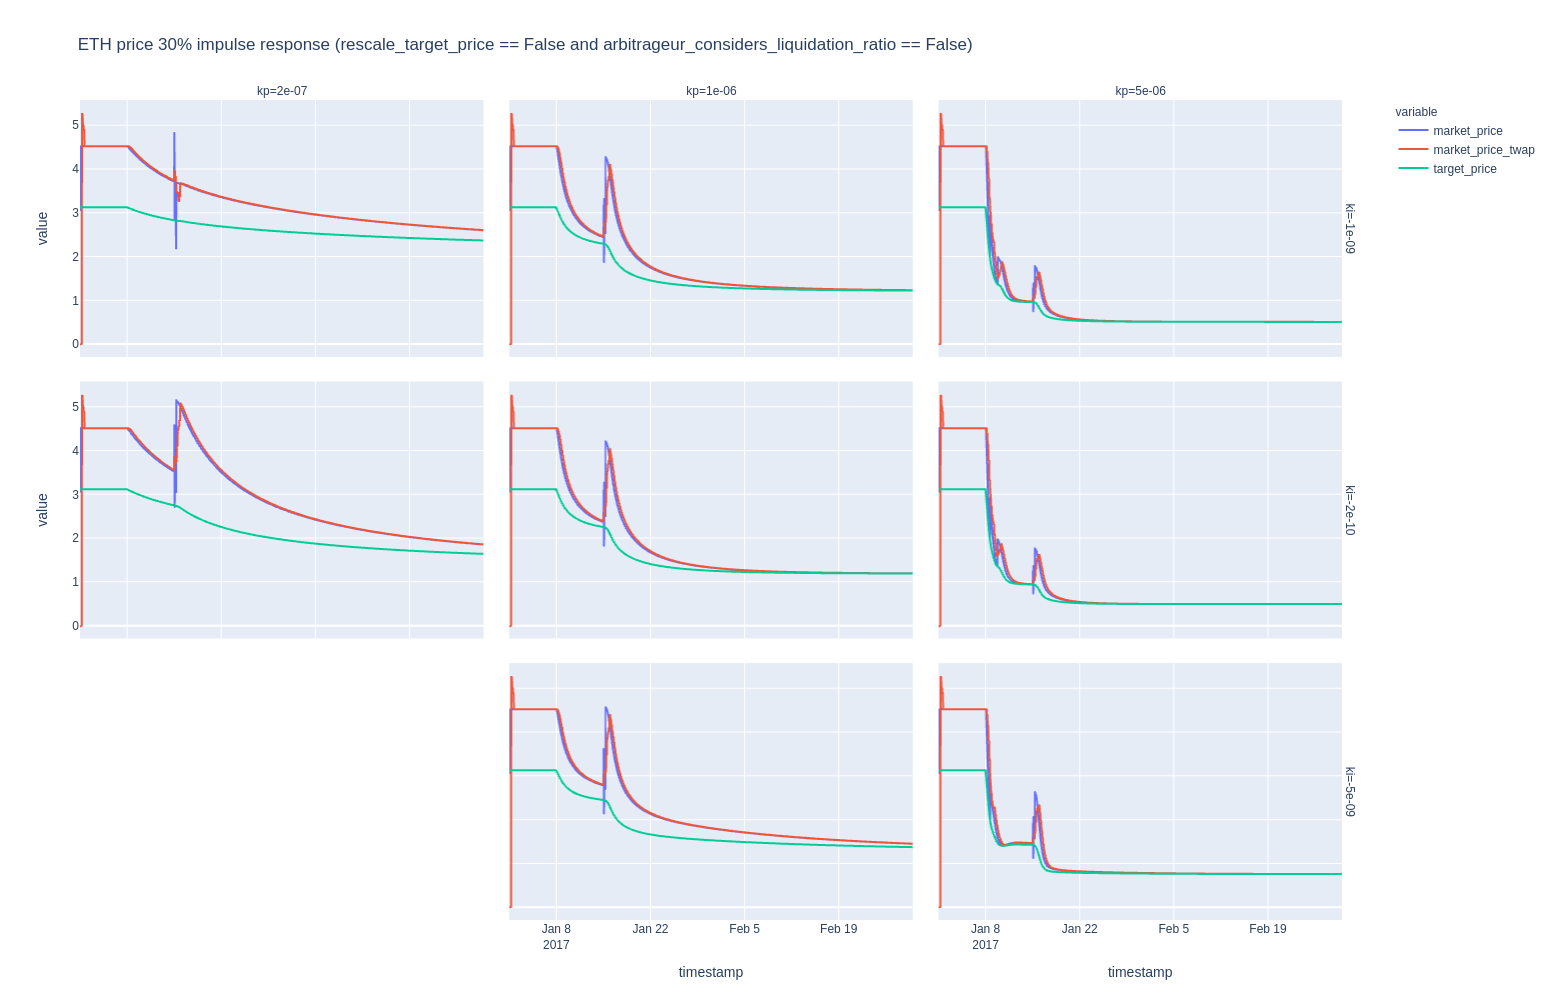 ETH price 30% impulse response (rescale_target_price == False and arbitrageur_considers_liquidation_ratio == False)
kp=2e-07
kp=1e-06
kp=5e-06
variable
market_price
market_price_twap
target_price
5
4
3
2
1
0
value
ki=-1e-09
5
4
3
2
1
0
value
ki=-2e-10
ki=-5e-09
Jan 8
2017
Jan 22
Feb 5
Feb 19
Jan 8
2017
Jan 22
Feb 5
Feb 19
timestamp
timestamp